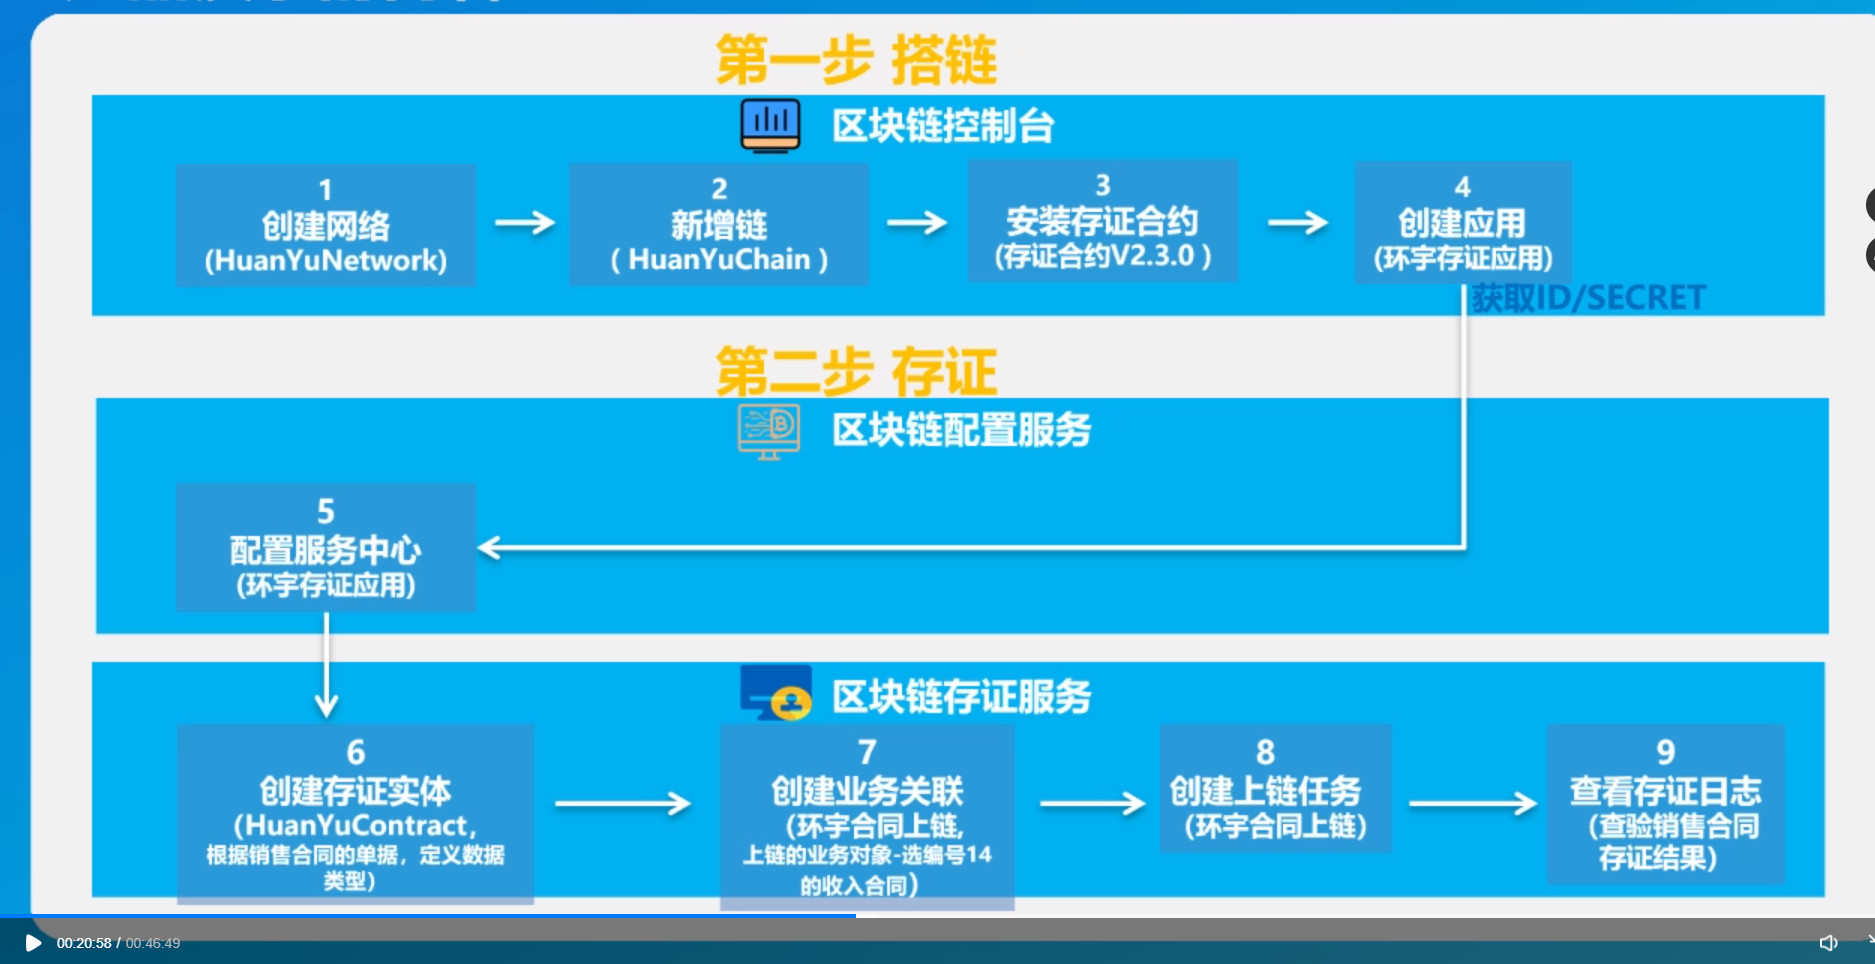 第一步 搭链
区块链控制台
1
创建网络
(HuanYuNetwork)
2
新增链
( HuanYuChain )
3
安装存证合约
(存证合约V2.3.0 )
4
创建应用
(环宇存证应用)
获取ID/SECRET
第二步 存证
区块链配置服务
5
配置服务中心
(环宇存证应用)
区块链存证服务
6
创建存证实体
(HuanYuContract,
根据销售合同的单据，定义数据
类型)
7
创建业务关联
(环宇合同上链,
上链的业务对象-选编号14
的收入合同)
8
创建上链任务
(环宇合同上链)
9
查看存证日志
(查验销售合同
存证结果)
00:20:58 / 00:46:49